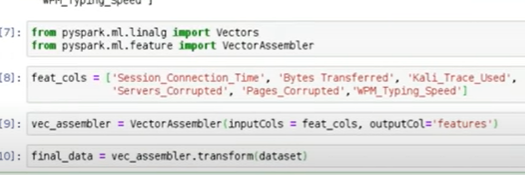 WPM_Typing_Speed']
[7]: from pyspark.ml.linalg import Vectors
from pyspark.ml.feature import VectorAssembler
[8]: feat_cols = ['Session_Connection_Time', 'Bytes Transferred', 'Kali_Trace_Used',
'Servers_Corrupted', 'Pages_Corrupted','WPM_Typing_Speed']
[9]: vec_assembler = VectorAssembler(inputCols = feat_cols, outputCol='features')
10]: final_data = vec_assembler.transform(dataset)